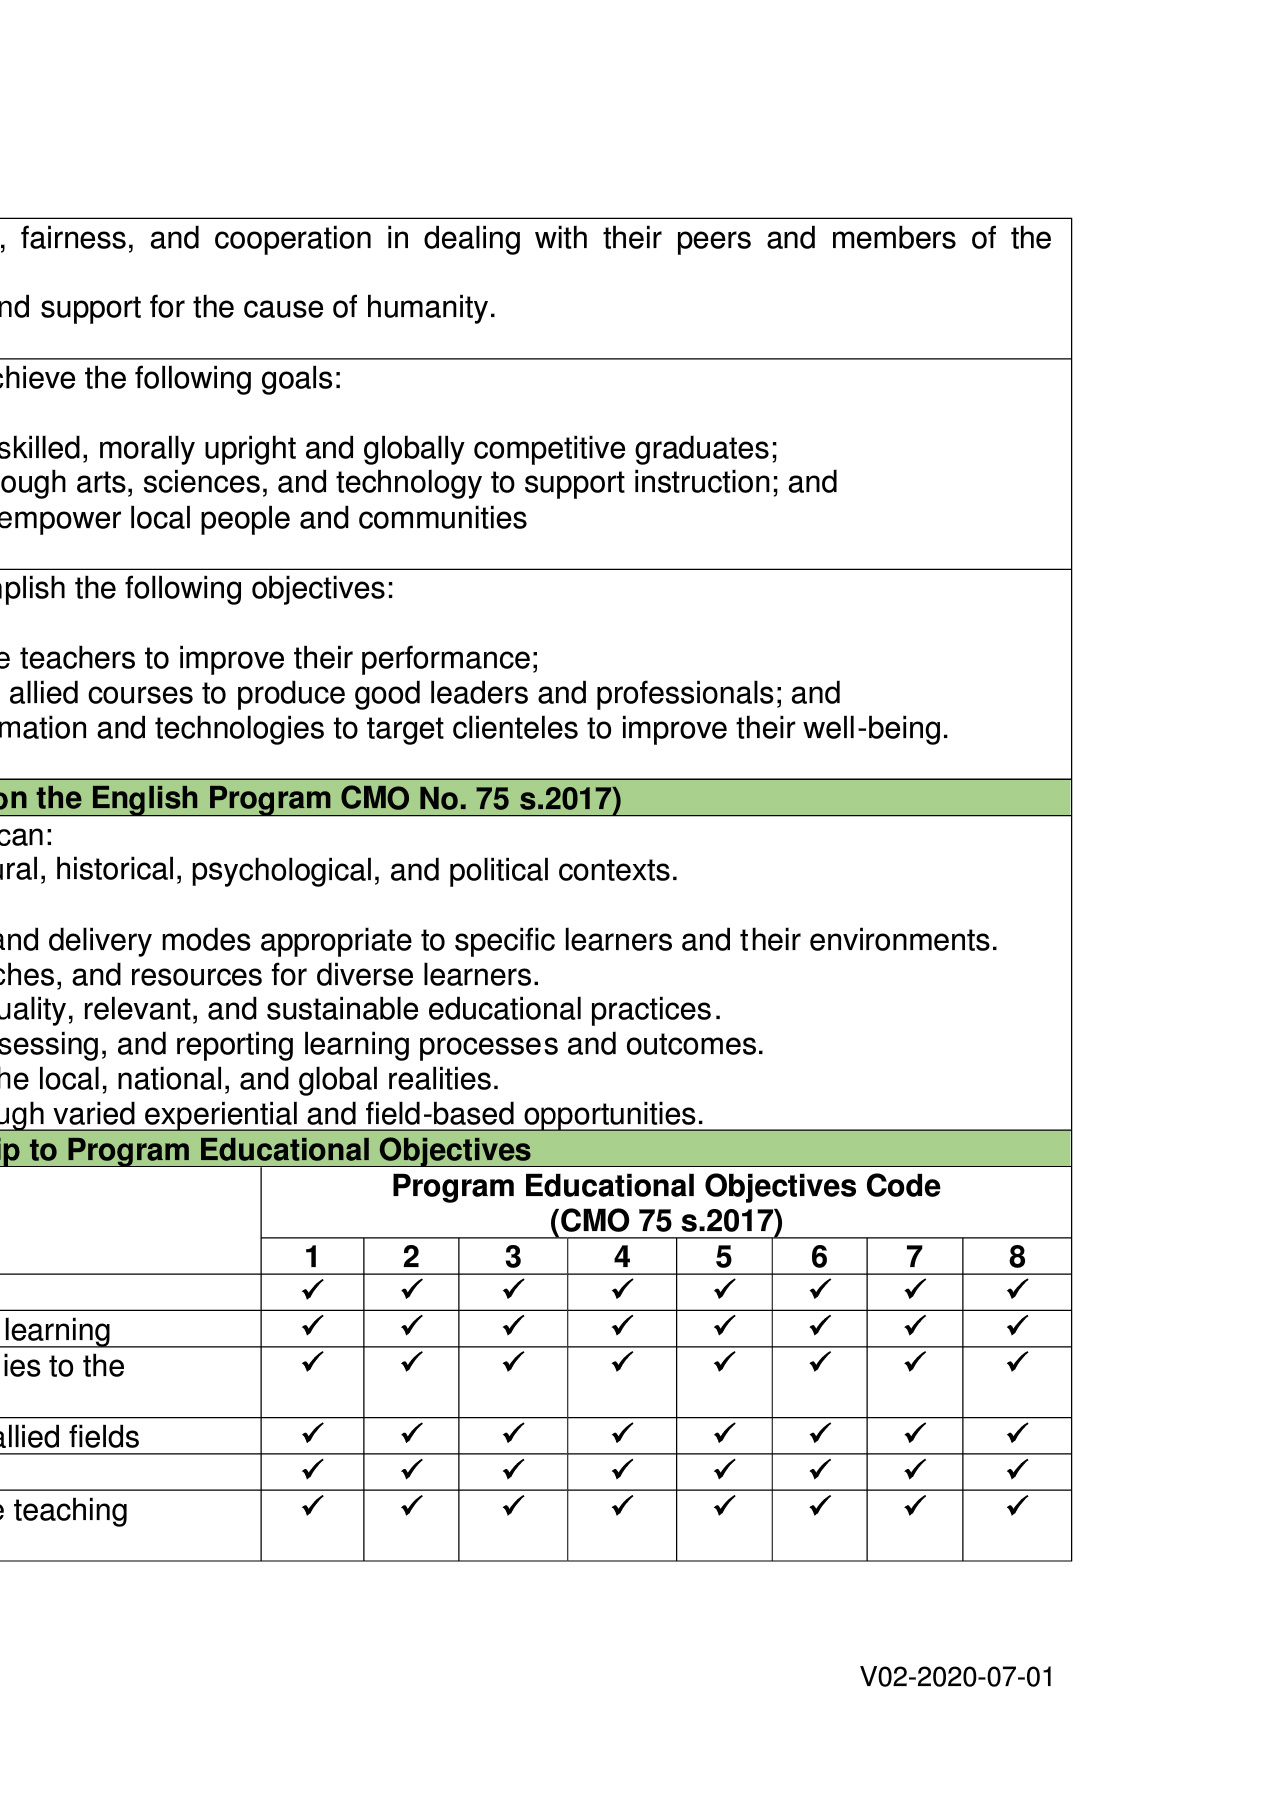 , fairness, and cooperation in dealing with their peers and members of the
nd support for the cause of humanity.
chieve the following goals:
skilled, morally upright and globally competitive graduates;
ough arts, sciences, and technology to support instruction; and
empower local people and communities
plish the following objectives:
e teachers to improve their performance;
allied courses to produce good leaders and professionals; and
mation and technologies to target clienteles to improve their well-being.
on the English Program CMO No. 75 s.2017)
can:
ural, historical, psychological, and political contexts.
and delivery modes appropriate to specific learners and their environments.
ches, and resources for diverse learners.
uality, relevant, and sustainable educational practices.
sessing, and reporting learning processes and outcomes.
he local, national, and global realities.
ugh varied experiential and field-based opportunities.
ip to Program Educational Objectives
Program Educational Objectives Code
(CMO 75 s.2017)
1 2 3 4 5 6 7 8
✓ ✓ ✓ ✓ ✓ ✓ ✓ ✓
learning ✓ ✓ ✓ ✓ ✓ ✓ ✓ ✓
ies to the ✓ ✓ ✓ ✓ ✓ ✓ ✓ ✓
allied fields ✓ ✓ ✓ ✓ ✓ ✓ ✓ ✓
✓ ✓ ✓ ✓ ✓ ✓ ✓ ✓
e teaching ✓ ✓ ✓ ✓ ✓ ✓ ✓ ✓
V02-2020-07-01